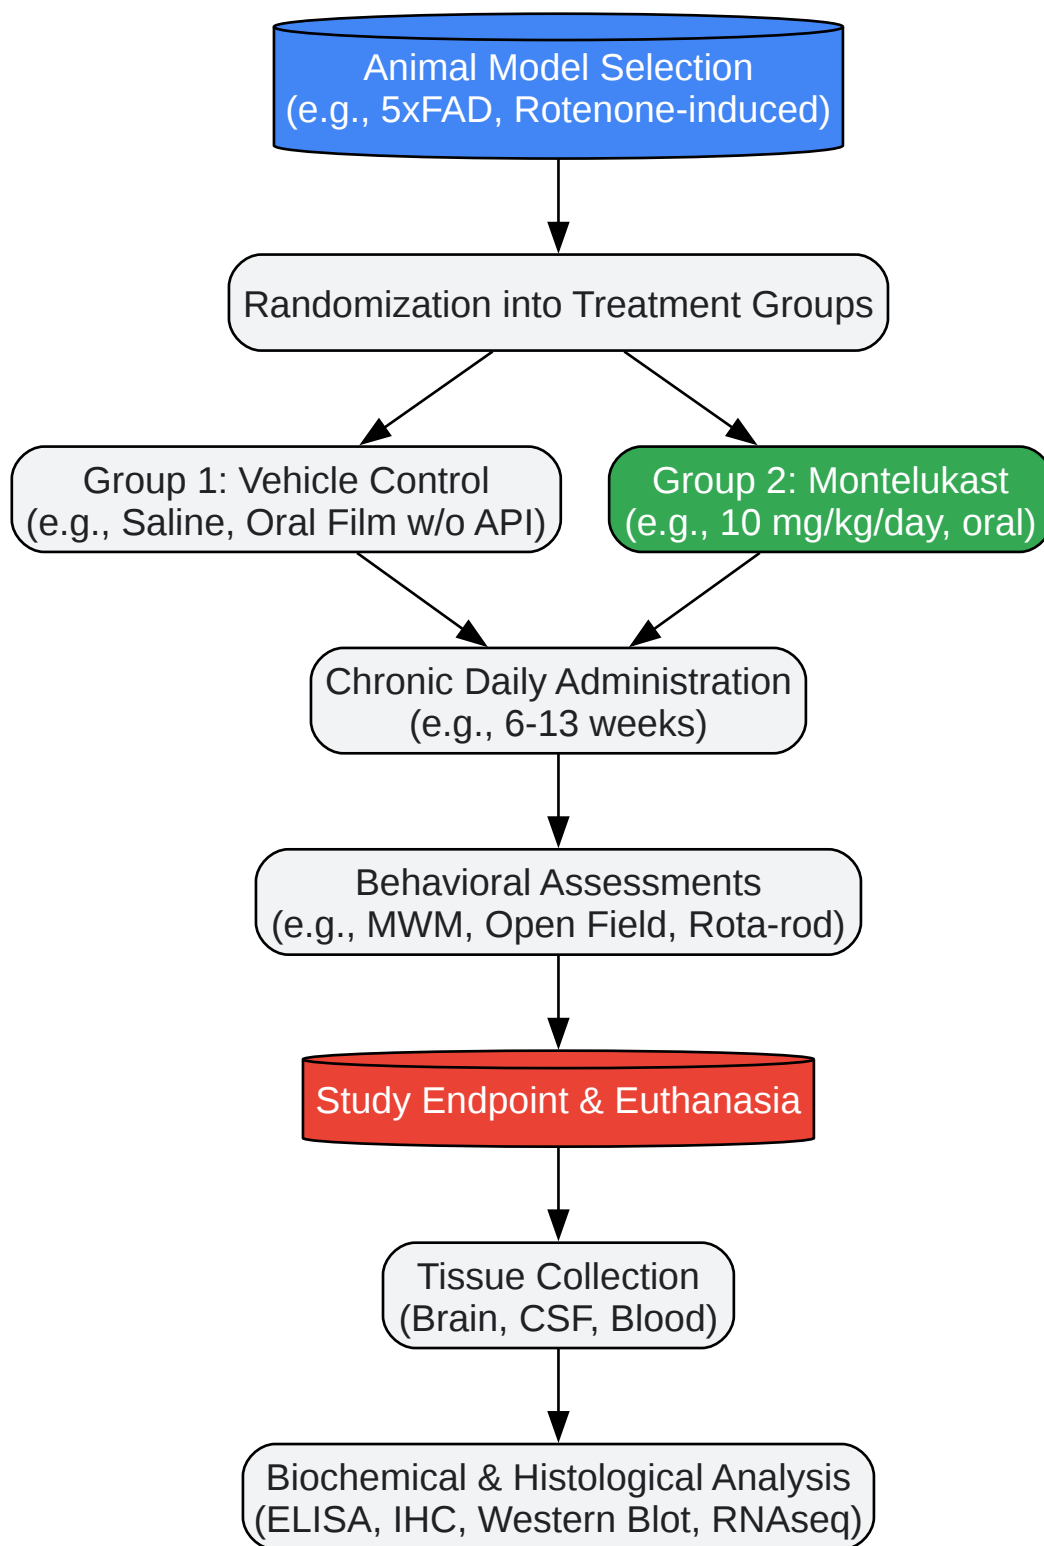 Animal Model Selection
(e.g., 5xFAD, Rotenone-induced)
Randomization into Treatment Groups
Group 1: Vehicle Control
(e.g., Saline, Oral Film w/o API)
Group 2: Montelukast
(e.g., 10 mg/kg/day, oral)
Chronic Daily Administration
(e.g., 6-13 weeks)
Behavioral Assessments
(e.g., MWM, Open Field, Rota-rod)
Study Endpoint & Euthanasia
Tissue Collection
(Brain, CSF, Blood)
Biochemical & Histological Analysis
(ELISA, IHC, Western Blot, RNAseq)